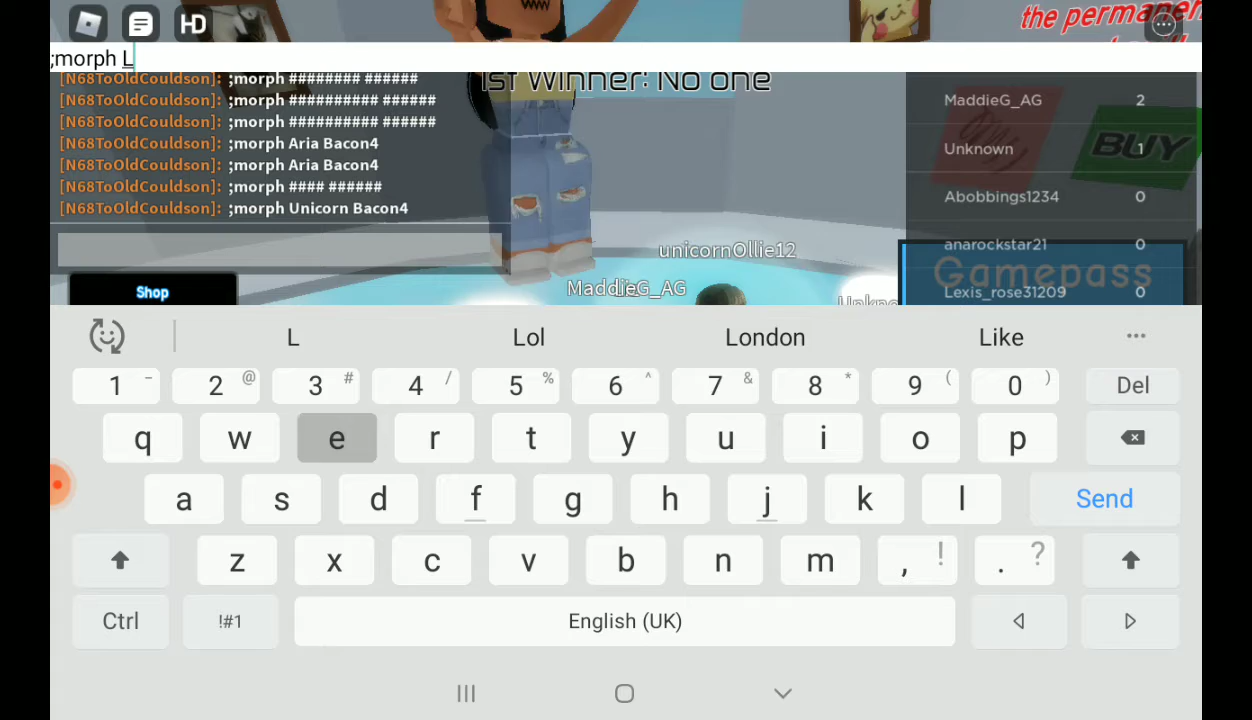 HD
the permanen
;morph L
1st Winner: No one
[N68ToOldCouldson]: ;morph ######## ######
[N68ToOldCouldson]: ;morph ########## ######
[N68ToOldCouldson]: ;morph ########## ######
[N68ToOldCouldson]: ;morph Aria Bacon4
[N68ToOldCouldson]: ;morph Aria Bacon4
[N68ToOldCouldson]: ;morph #### ######
[N68ToOldCouldson]: ;morph Unicorn Bacon4
MaddieG_AG 2
Unknown 1
Abobbings1234 0
anarockstar21 0
Lexis_rose31209 0
BUY
Gamepass
unicornOllie12
MaddieG_AG
Unkno
Shop
L Lol London Like ...
1 - 2 @ 3 # 4 / 5 % 6 ^ 7 & 8 * 9 ( 0 ) Del
q w e r t y u i o p
a s d f g h j k l Send
z x c v b n m , ! . ?
Ctrl !#1 English (UK)